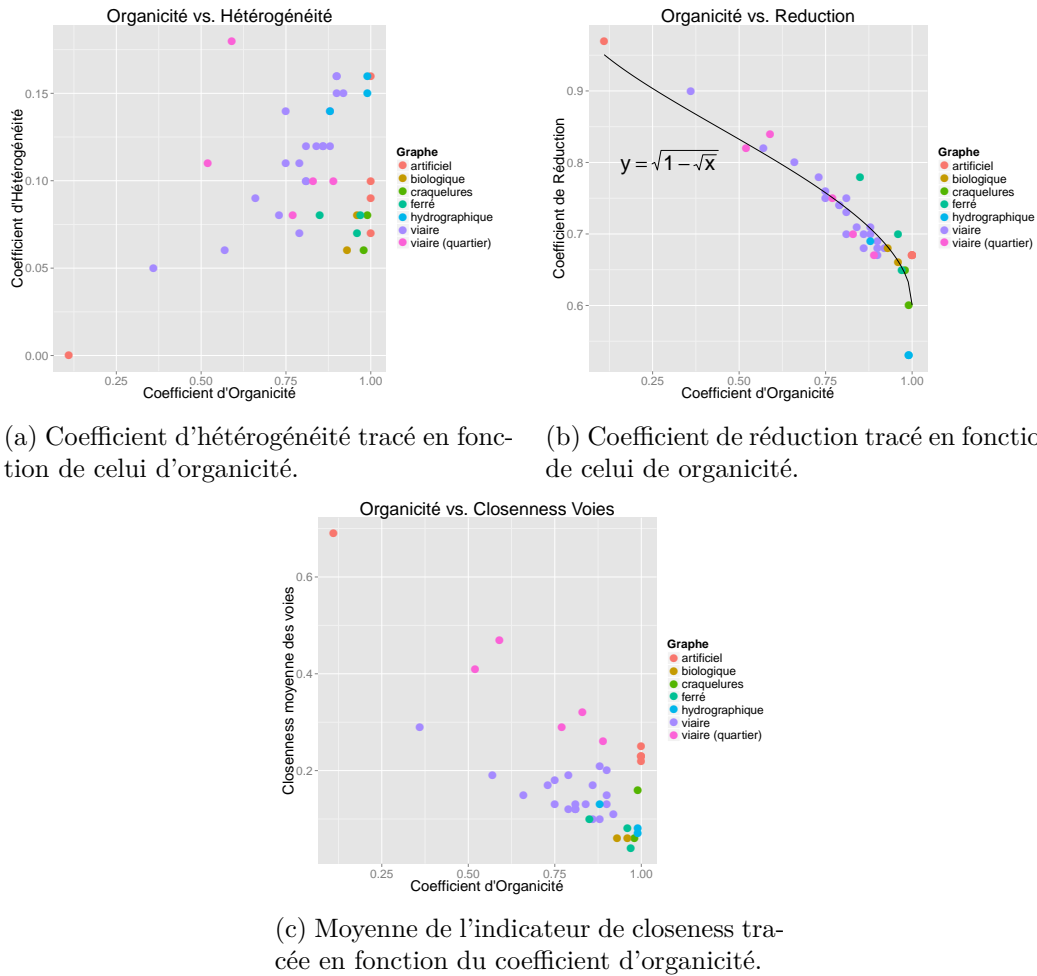 Organicité vs. Hétérogénéité
Coefficient d'Hétérogénéité
0.15
0.10
0.05
0.00
0.25
0.50
0.75
1.00
Coefficient d'Organicité
Graphe
artificiel
biologique
craquelures
ferré
hydrographique
viaire
viaire (quartier)
(a) Coefficient d'hétérogénéité tracé en fonc-
tion de celui d'organicité.
Organicité vs. Reduction
Coefficient de Réduction
0.9
0.8
0.7
0.6
y = √1 − √x
0.25
0.50
0.75
1.00
Coefficient d'Organicité
Graphe
artificiel
biologique
craquelures
ferré
hydrographique
viaire
viaire (quartier)
(b) Coefficient de réduction tracé en fonctio
de celui de organicité.
Organicité vs. Closenness Voies
Closenness moyenne des voies
0.6
0.4
0.2
0.25
0.50
0.75
1.00
Coefficient d'Organicité
Graphe
artificiel
biologique
craquelures
ferré
hydrographique
viaire
viaire (quartier)
(c) Moyenne de l'indicateur de closeness tra-
cée en fonction du coefficient d'organicité.